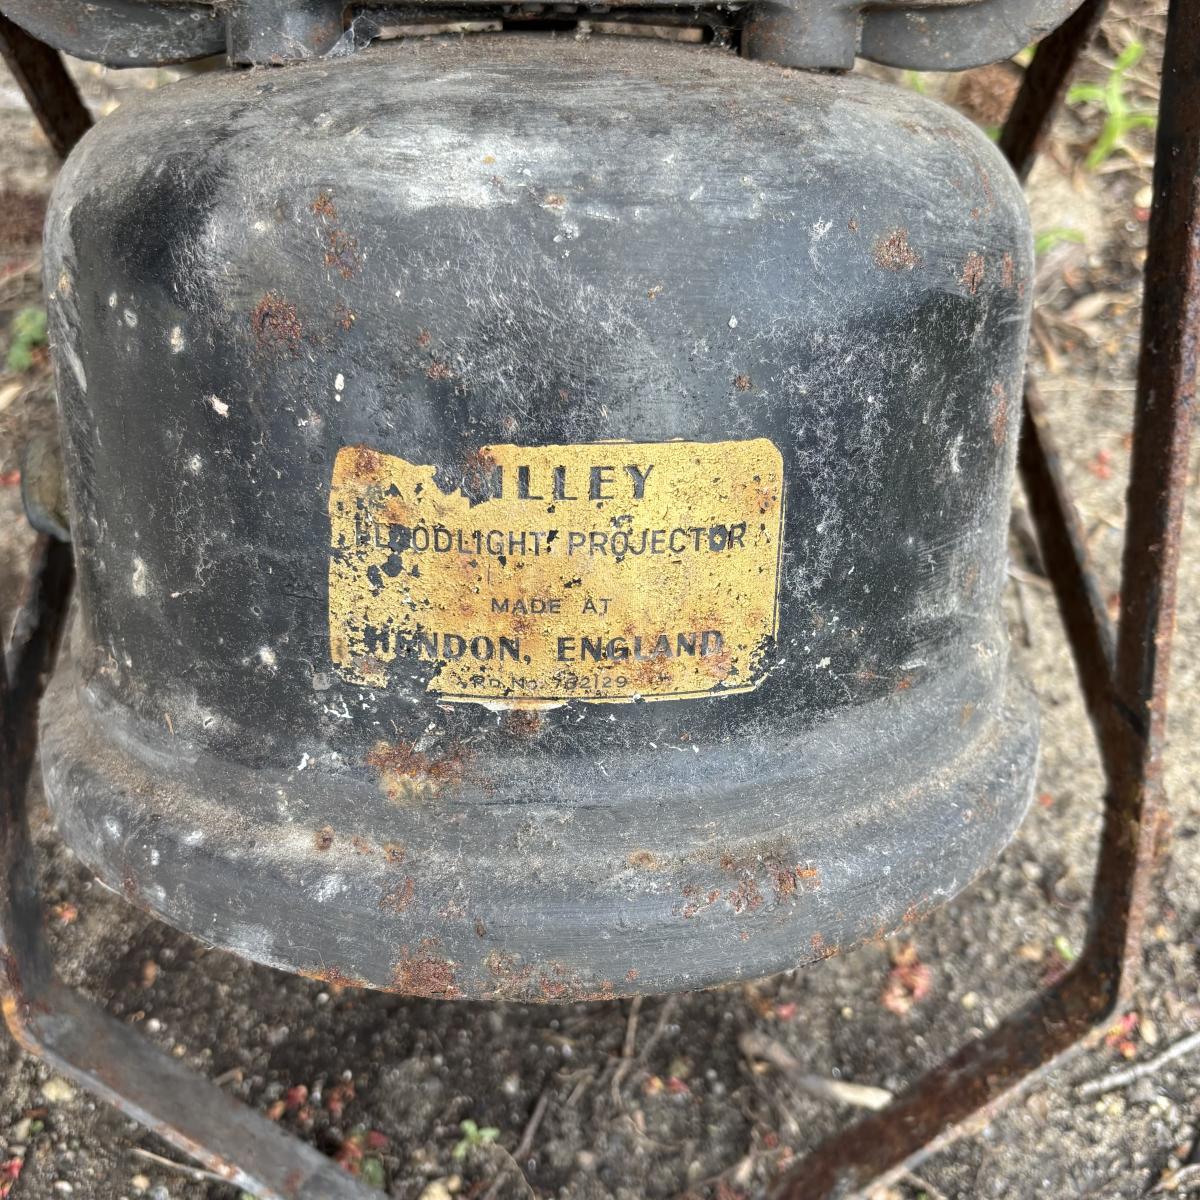 ILLEY
FLOODLIGHT PROJECTOR
MADE AT
HENDON, ENGLAND